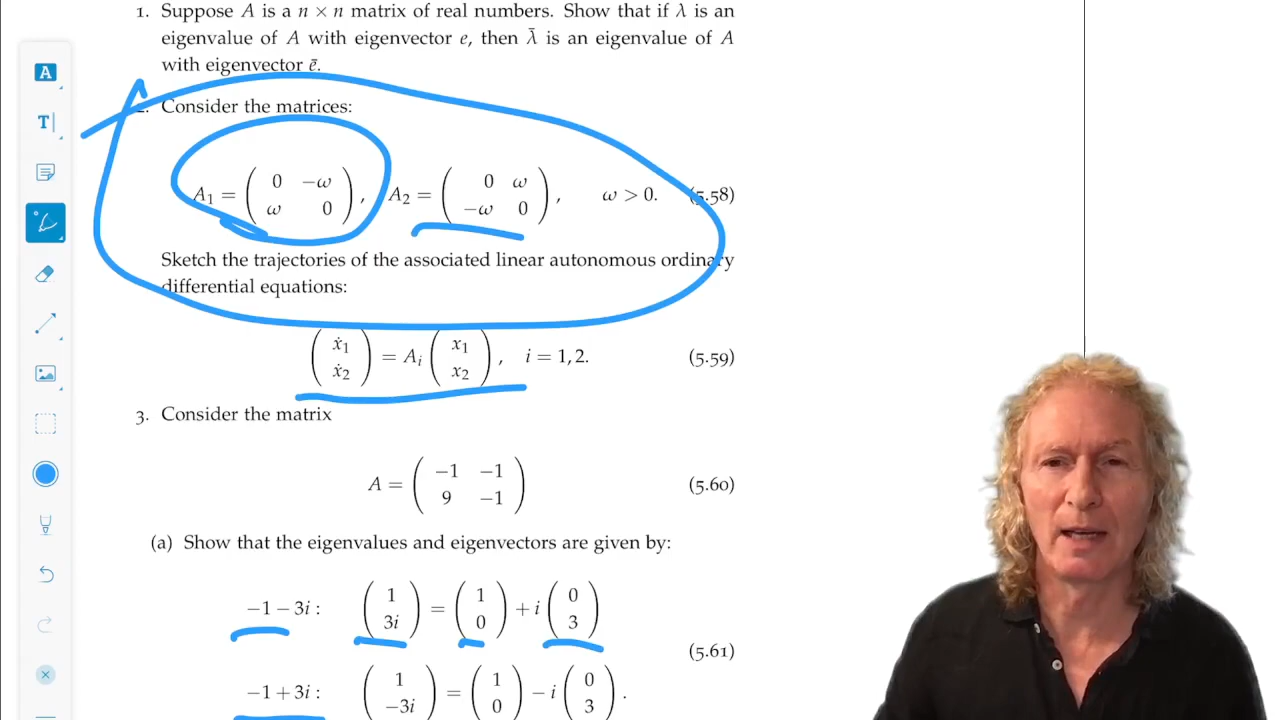 1. Suppose A is a n × n matrix of real numbers. Show that if λ is an
eigenvalue of A with eigenvector e, then λ̄ is an eigenvalue of A
with eigenvector ē.
2. Consider the matrices:
A₁ = ( 0 −ω ; ω 0 ), A₂ = ( 0 ω ; −ω 0 ), ω > 0. (5.58)
Sketch the trajectories of the associated linear autonomous ordinary
differential equations:
( ẋ₁ ; ẋ₂ ) = Aᵢ ( x₁ ; x₂ ), i = 1, 2. (5.59)
3. Consider the matrix
A = ( −1 −1 ; 9 −1 ) (5.60)
(a) Show that the eigenvalues and eigenvectors are given by:
−1 − 3i : ( 1 ; 3i ) = ( 1 ; 0 ) + i ( 0 ; 3 )
(5.61)
−1 + 3i : ( 1 ; −3i ) = ( 1 ; 0 ) − i ( 0 ; 3 ).
A
T